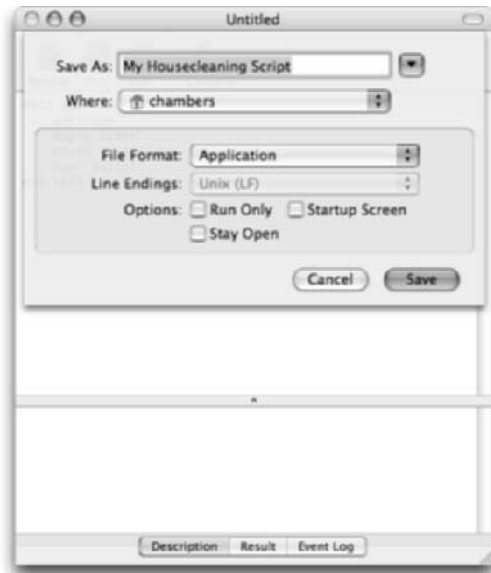 Untitled
Save As: My Housecleaning Script
Where: chambers
File Format: Application
Line Endings: Unix (LF)
Options: Run Only Startup Screen
Stay Open
Cancel Save
Description Result Event Log